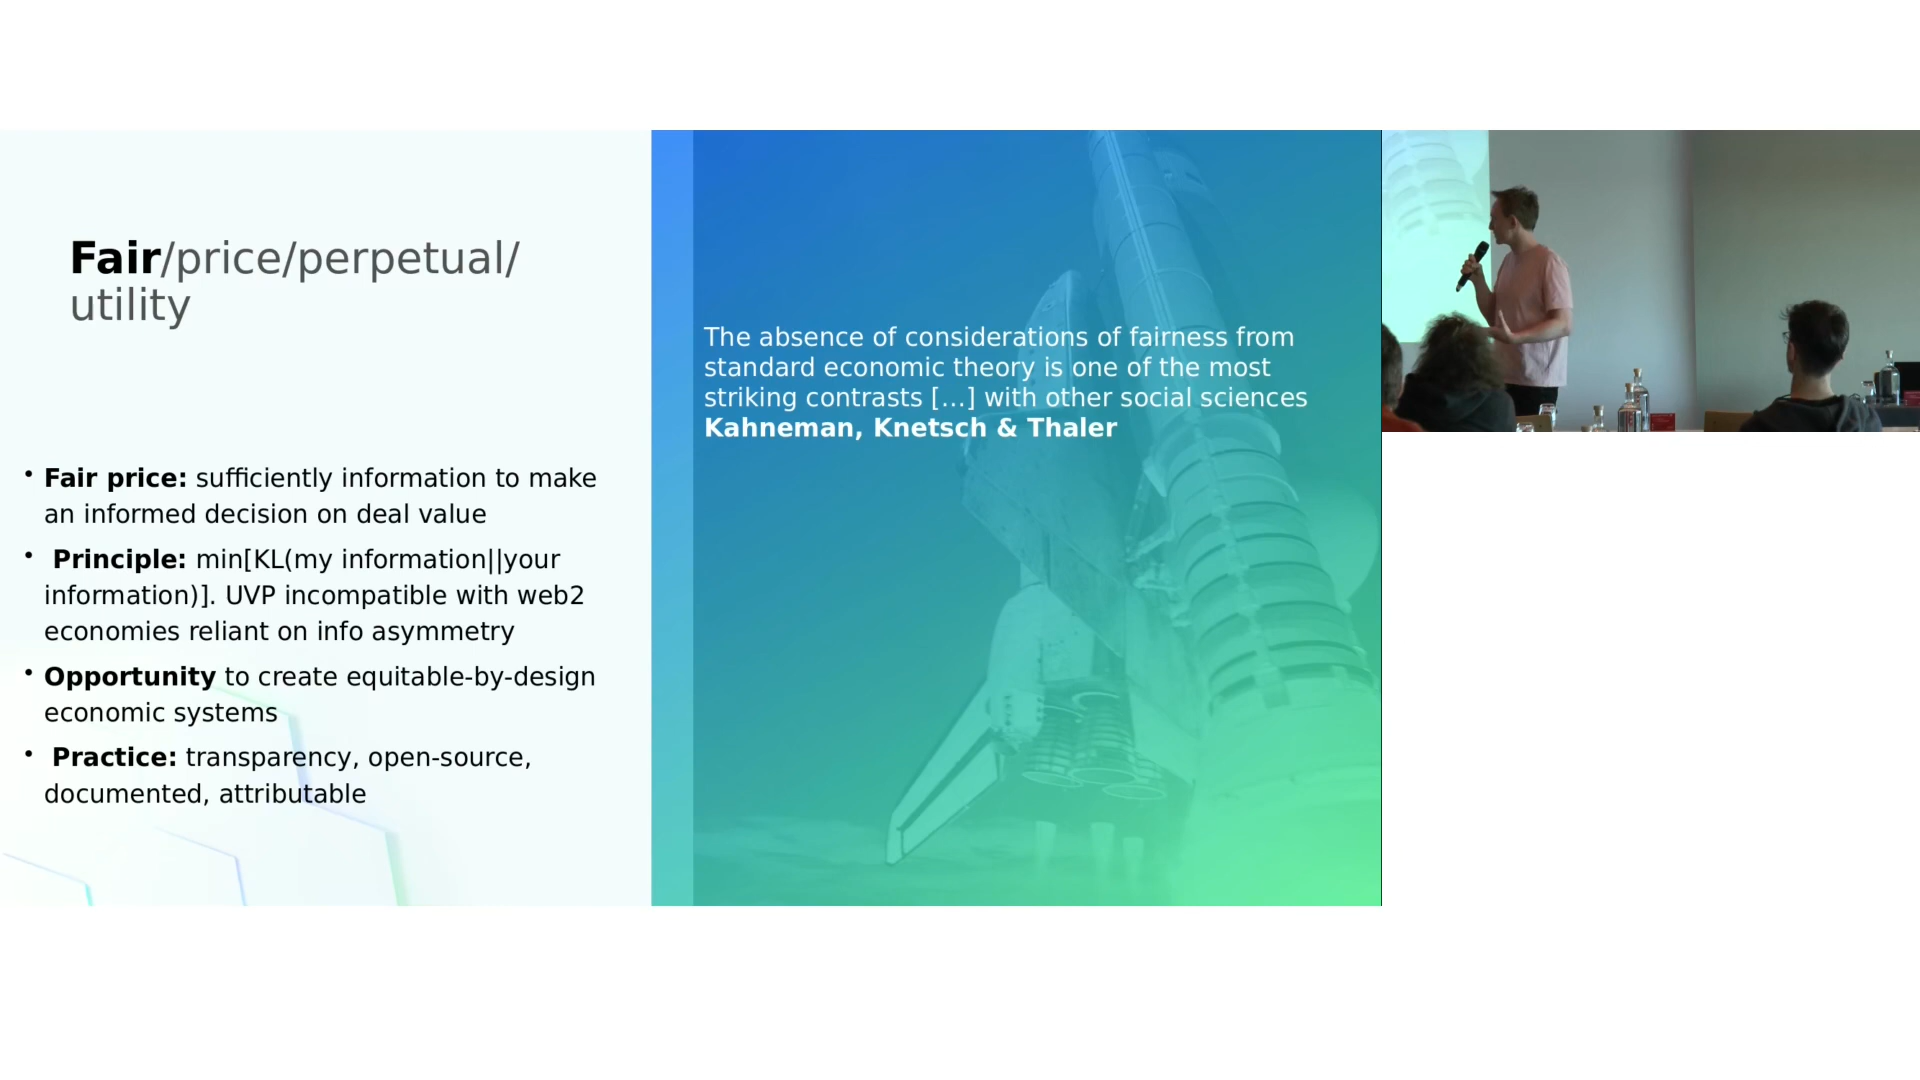 Fair/price/perpetual/
utility
• Fair price: sufficiently information to make
an informed decision on deal value
• Principle: min[KL(my information||your
information)]. UVP incompatible with web2
economies reliant on info asymmetry
• Opportunity to create equitable-by-design
economic systems
• Practice: transparency, open-source,
documented, attributable
The absence of considerations of fairness from
standard economic theory is one of the most
striking contrasts [...] with other social sciences
Kahneman, Knetsch & Thaler